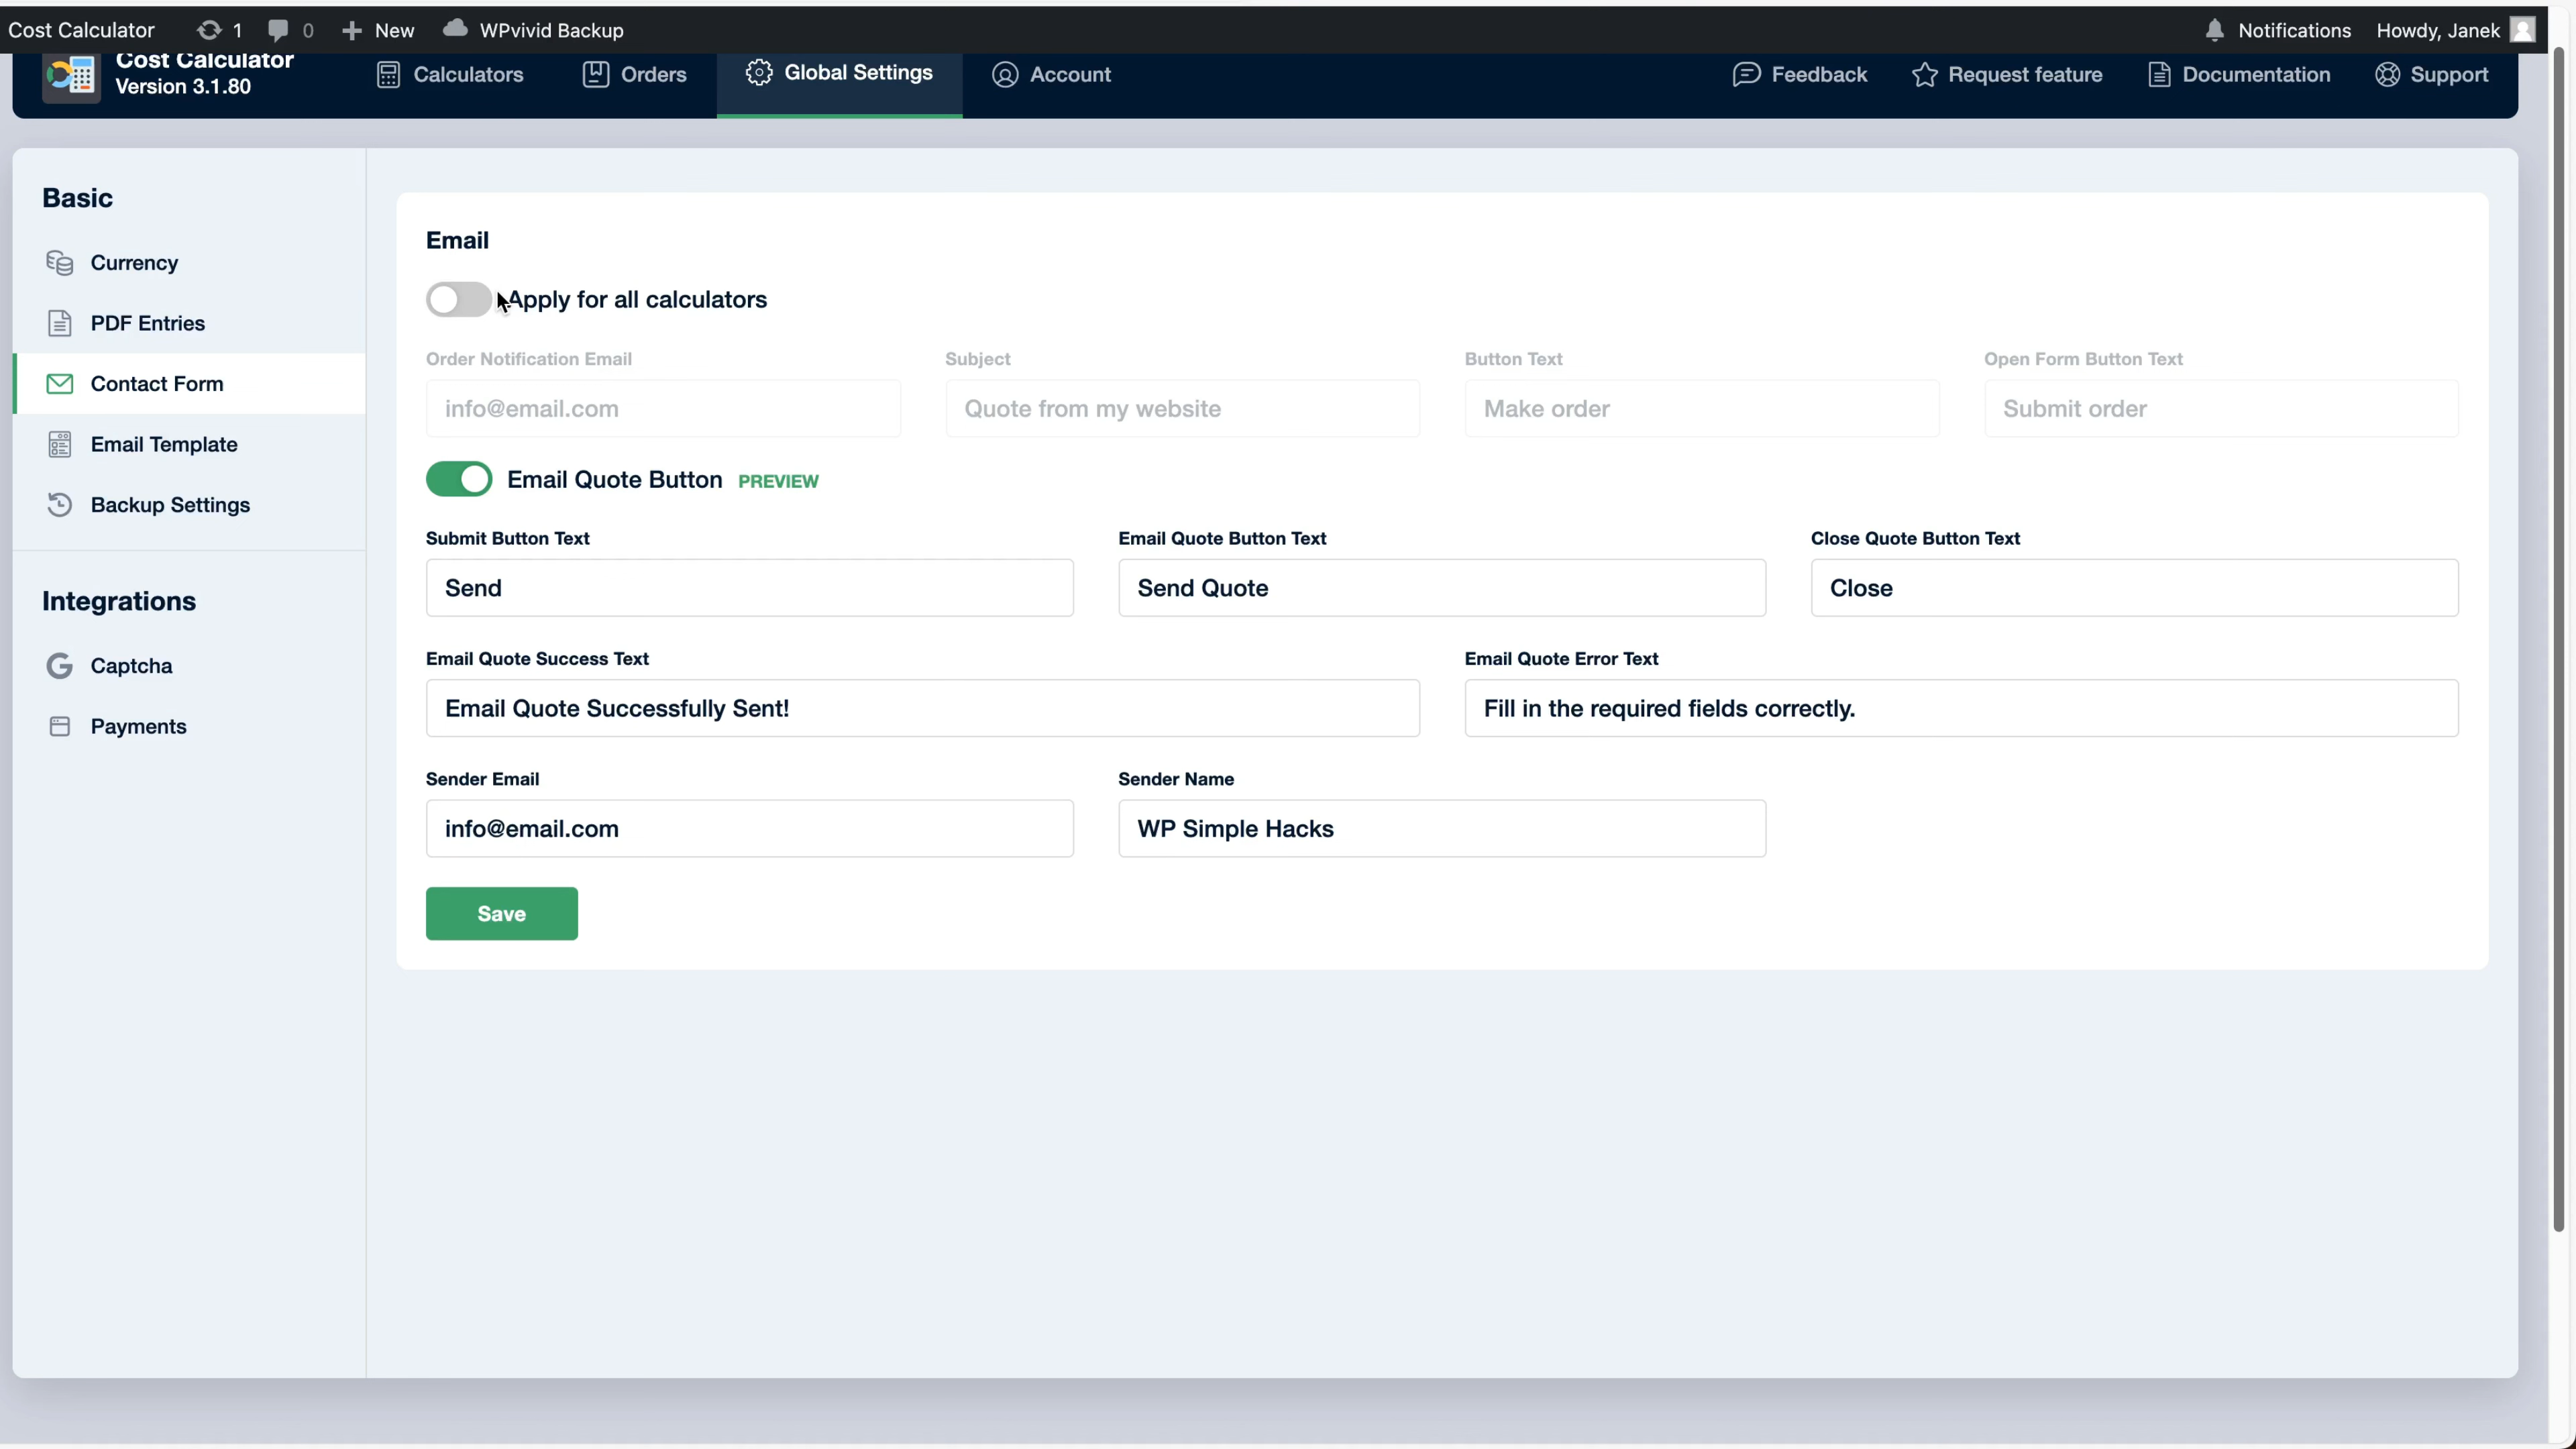 Cost Calculator 1 0 New WPvivid Backup Notifications Howdy, Janek
Cost Calculator
Version 3.1.80
Calculators Orders Global Settings Account Feedback Request feature Documentation Support
Basic
Currency
PDF Entries
Contact Form
Email Template
Backup Settings
Integrations
Captcha
Payments
Email
Apply for all calculators
Order Notification Email Subject Button Text Open Form Button Text
info@email.com Quote from my website Make order Submit order
Email Quote Button PREVIEW
Submit Button Text Email Quote Button Text Close Quote Button Text
Send Send Quote Close
Email Quote Success Text Email Quote Error Text
Email Quote Successfully Sent! Fill in the required fields correctly.
Sender Email Sender Name
info@email.com WP Simple Hacks
Save